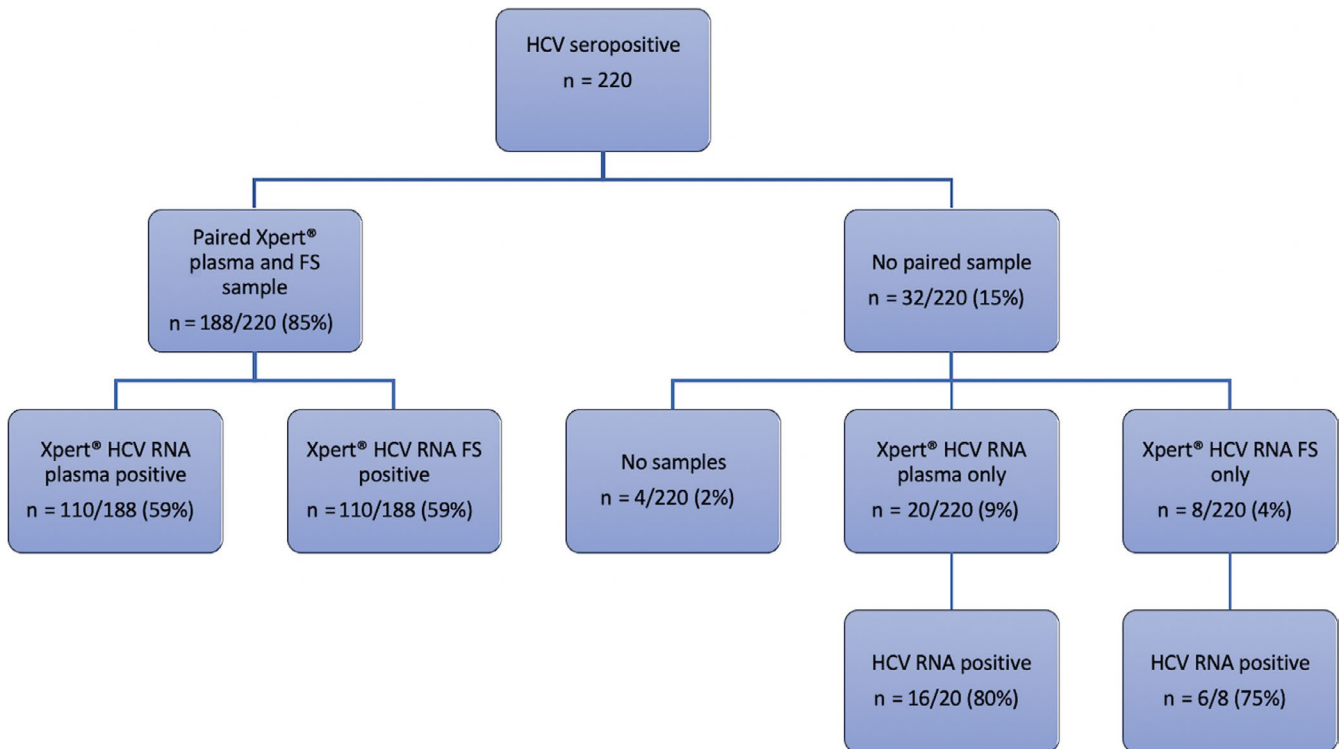 HCV seropositive
n = 220
Paired Xpert®
plasma and FS
sample
n = 188/220 (85%)
No paired sample
n = 32/220 (15%)
Xpert® HCV RNA
plasma positive
n = 110/188 (59%)
Xpert® HCV RNA FS
positive
n = 110/188 (59%)
No samples
n = 4/220 (2%)
Xpert® HCV RNA
plasma only
n = 20/220 (9%)
Xpert® HCV RNA FS
only
n = 8/220 (4%)
HCV RNA positive
n = 16/20 (80%)
HCV RNA positive
n = 6/8 (75%)